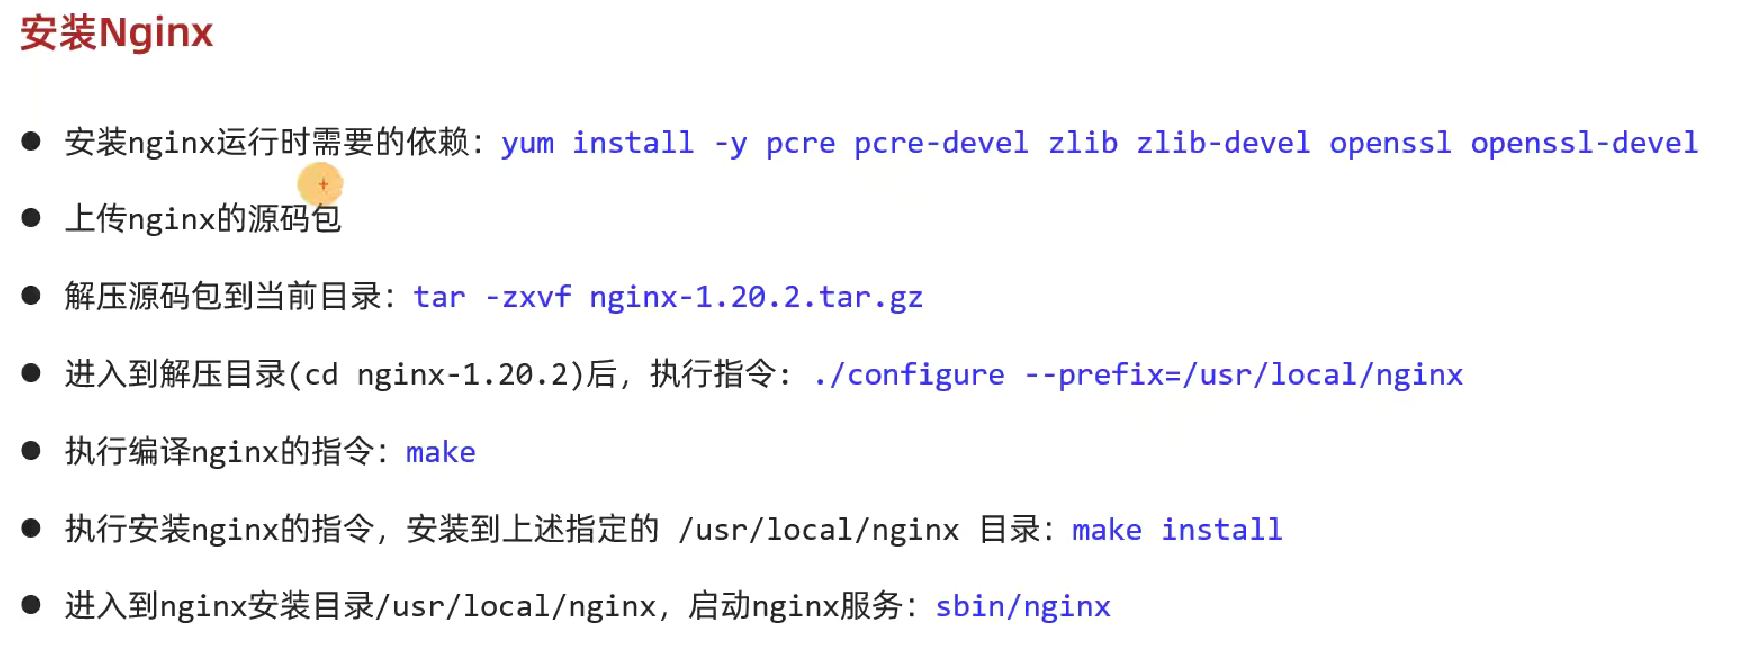 安装Nginx
● 安装nginx运行时需要的依赖：yum install -y pcre pcre-devel zlib zlib-devel openssl openssl-devel
● 上传nginx的源码包
● 解压源码包到当前目录：tar -zxvf nginx-1.20.2.tar.gz
● 进入到解压目录(cd nginx-1.20.2)后，执行指令：./configure --prefix=/usr/local/nginx
● 执行编译nginx的指令：make
● 执行安装nginx的指令，安装到上述指定的 /usr/local/nginx 目录：make install
● 进入到nginx安装目录/usr/local/nginx，启动nginx服务：sbin/nginx